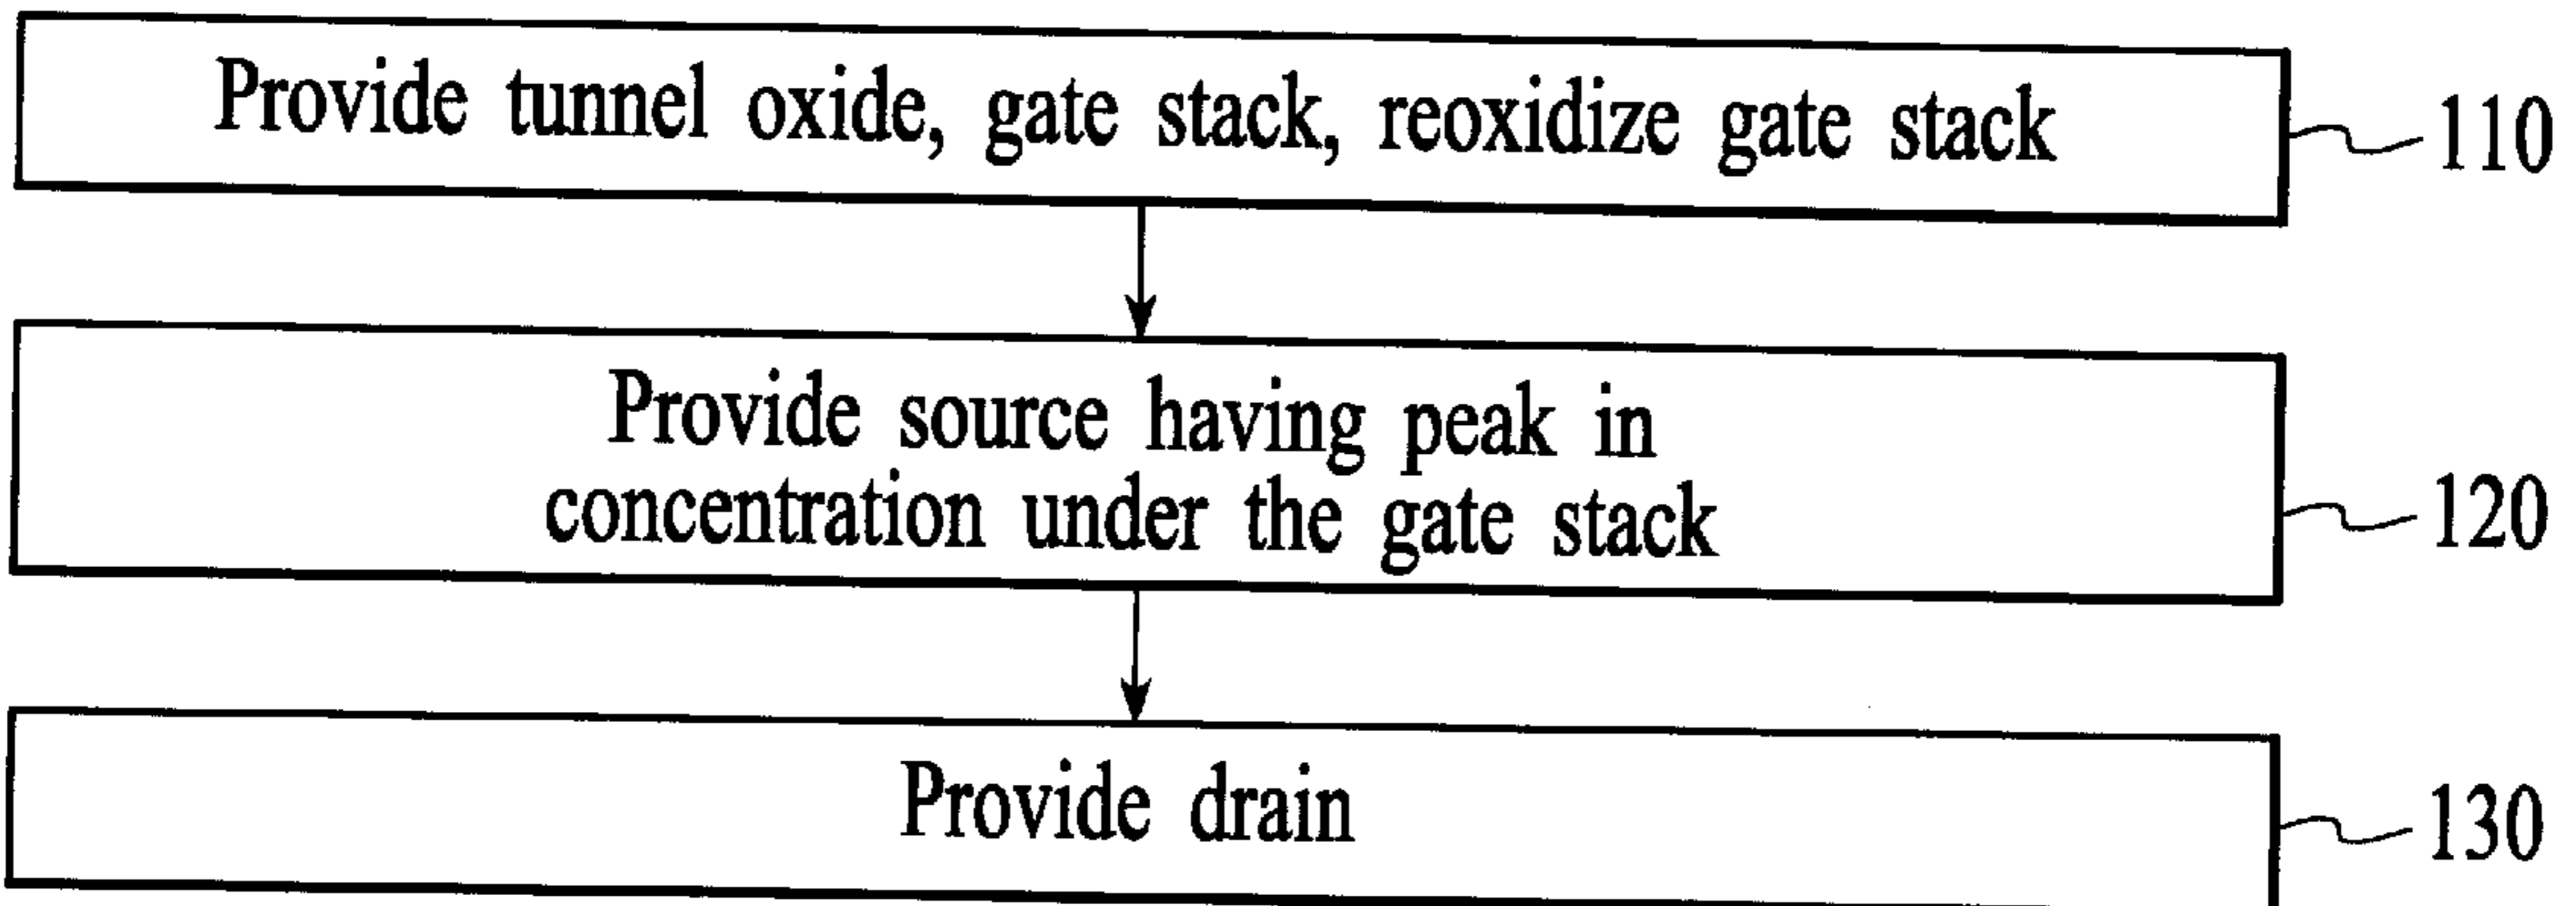 Provide tunnel oxide, gate stack, reoxidize gate stack
110
Provide source having peak in
concentration under the gate stack
120
Provide drain
130